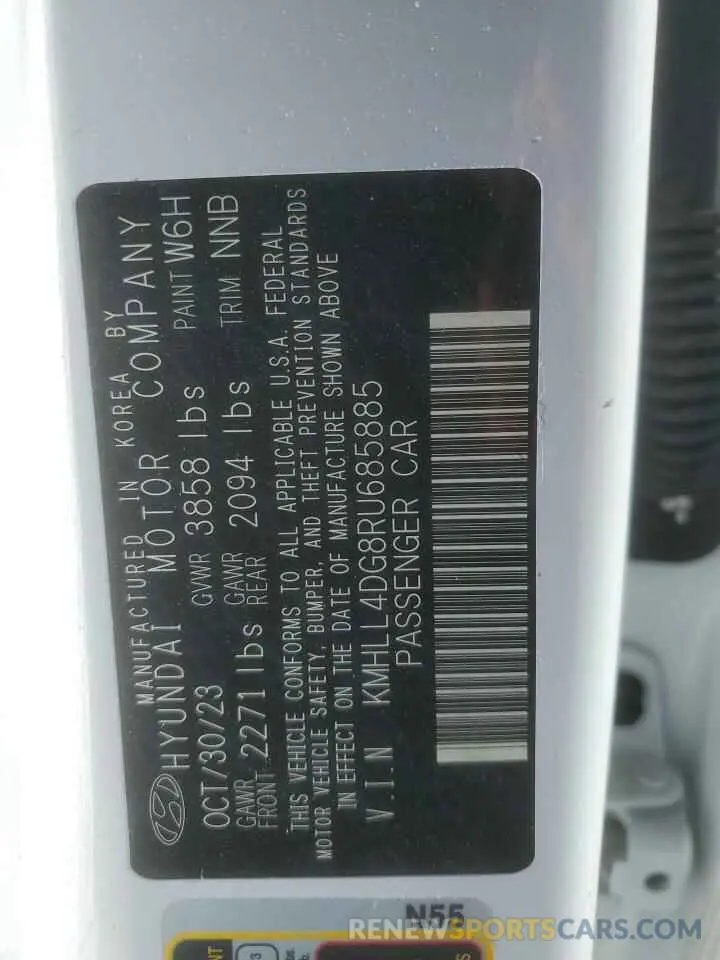 MANUFACTURED IN KOREA BY
HYUNDAI MOTOR COMPANY
OCT/30/23 GVWR 3858 lbs PAINT W6H
GAWR FRONT 2271 lbs GAWR REAR 2094 lbs TRIM NNB
THIS VEHICLE CONFORMS TO ALL APPLICABLE U.S.A. FEDERAL
MOTOR VEHICLE SAFETY, BUMPER, AND THEFT PREVENTION STANDARDS
IN EFFECT ON THE DATE OF MANUFACTURE SHOWN ABOVE
V.I.N KMHLL4DG8RU685885
PASSENGER CAR
N55
RENEWSPORTSCARS.COM